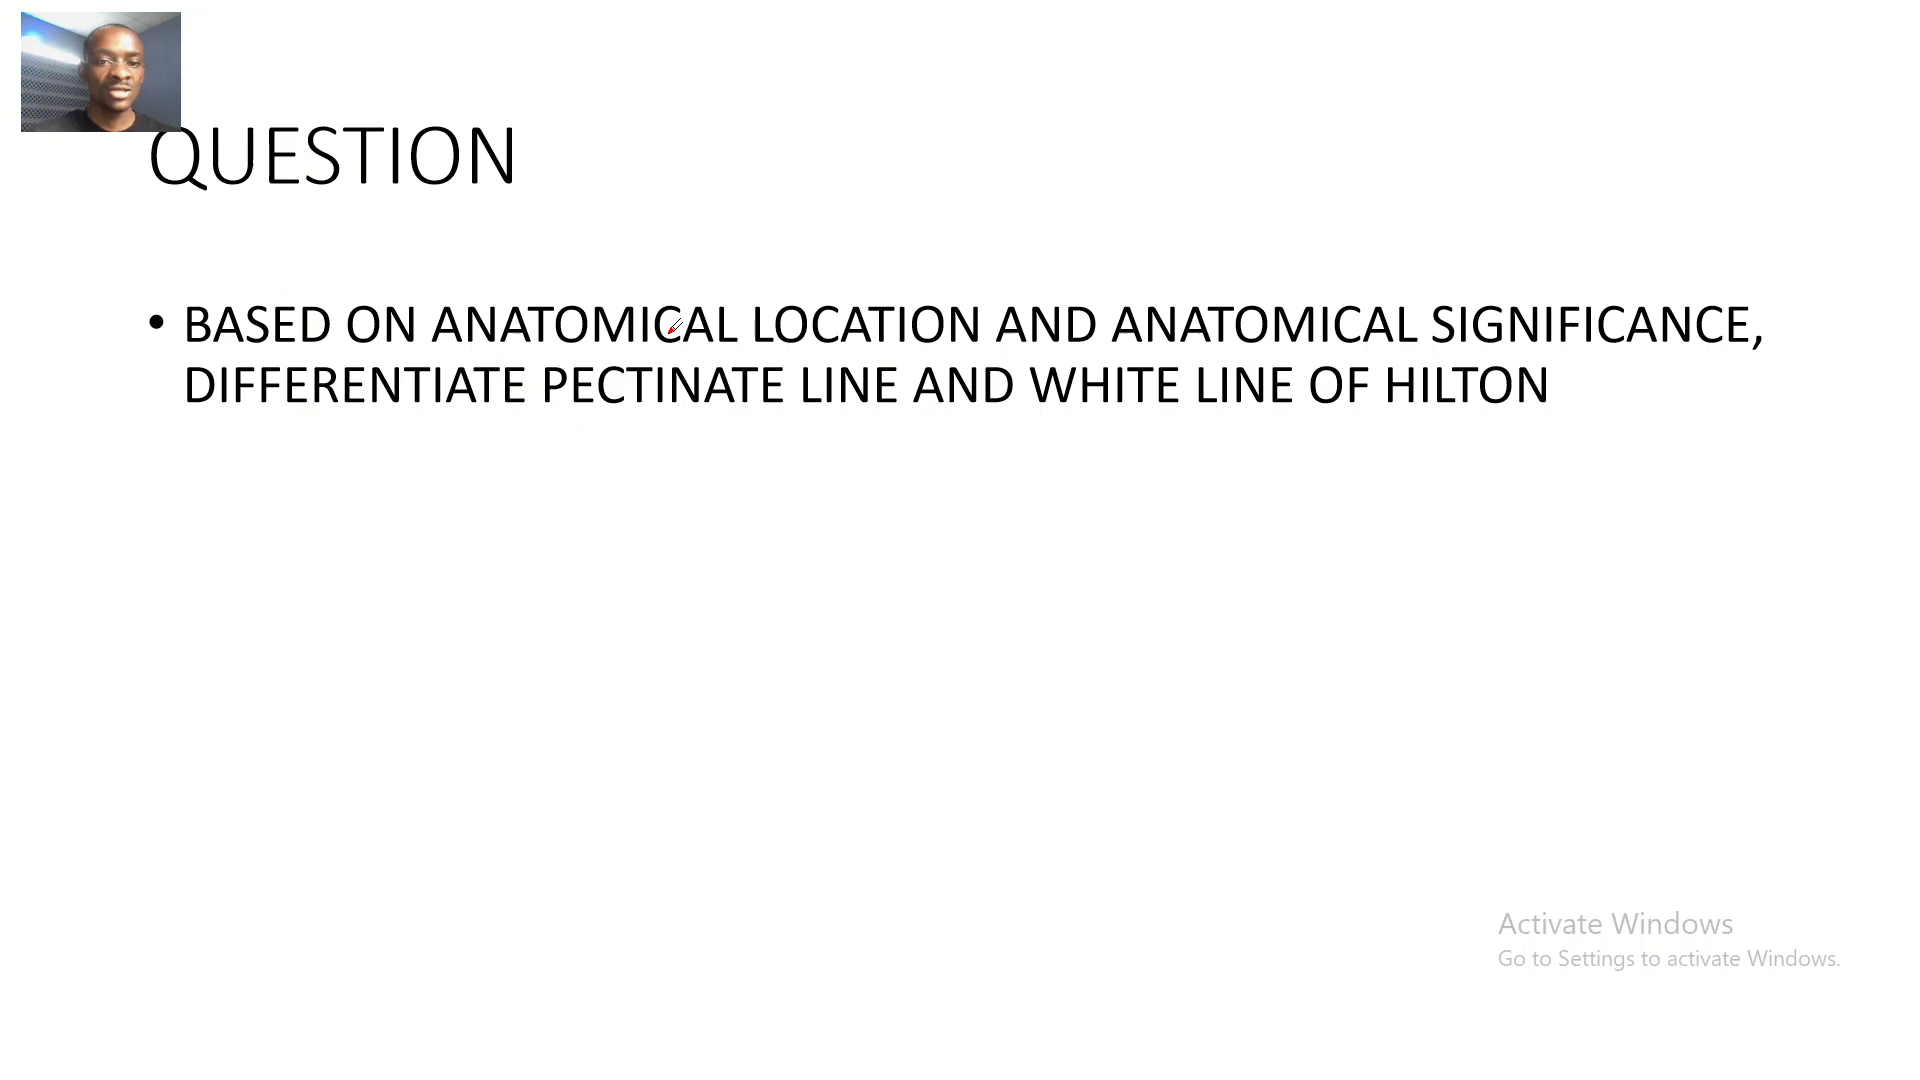 QUESTION
• BASED ON ANATOMICAL LOCATION AND ANATOMICAL SIGNIFICANCE,
DIFFERENTIATE PECTINATE LINE AND WHITE LINE OF HILTON
Activate Windows
Go to Settings to activate Windows.